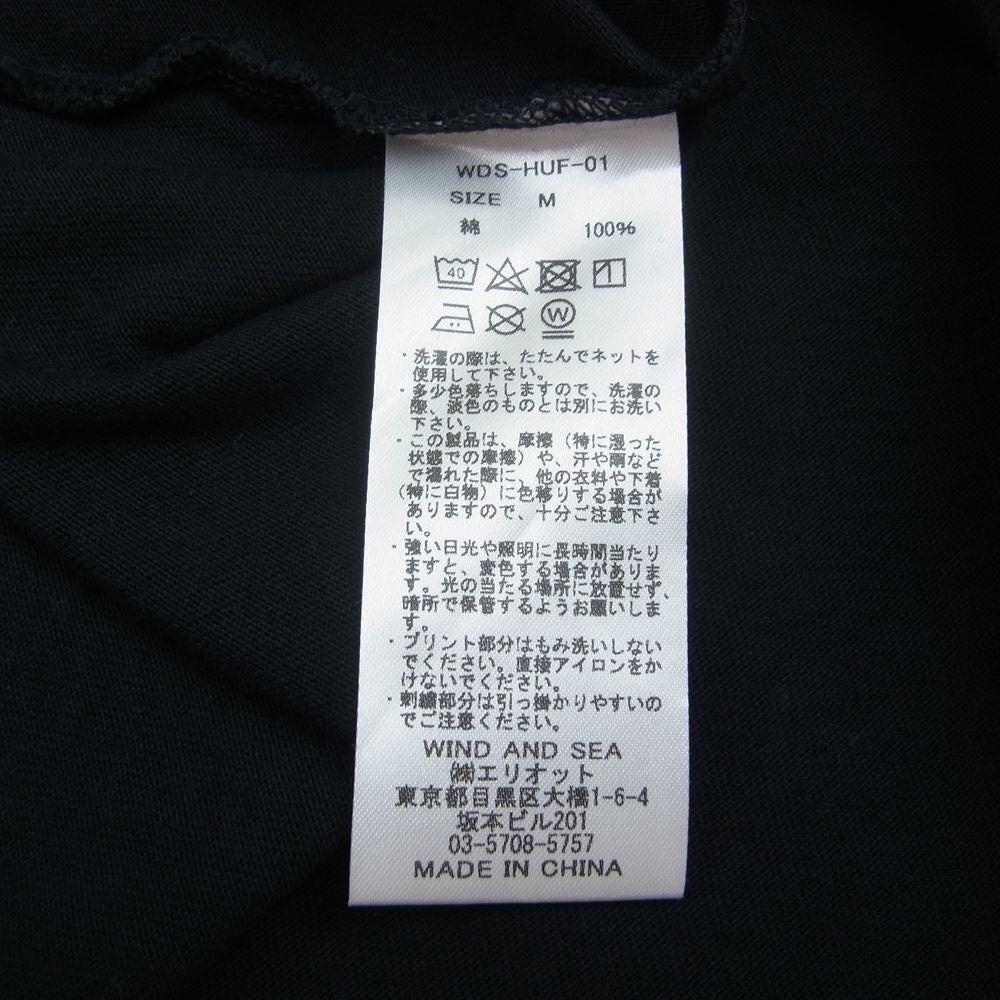 WDS-HUF-01
SIZE M
綿 100%
40
1
W
・洗濯の際は、たたんでネットを
使用して下さい。
・多少色落ちしますので、洗濯の
際、淡色のものとは別にお洗い
下さい。
・この製品は、摩擦（特に湿った
状態での摩擦）や、汗や雨など
で濡れた際に、他の衣料や下着
（特に白物）に色移りする場合が
ありますので、十分ご注意下さ
い。
・強い日光や照明に長時間当たり
ますと、変色する場合がありま
す。光の当たる場所に放置せず、
暗所で保管するようお願いしま
す。
・プリント部分はもみ洗いしない
でください。直接アイロンをか
けないでください。
・刺繍部分は引っ掛かりやすいの
でご注意ください。
WIND AND SEA
㈱エリオット
東京都目黒区大橋1-6-4
坂本ビル201
03-5708-5757
MADE IN CHINA